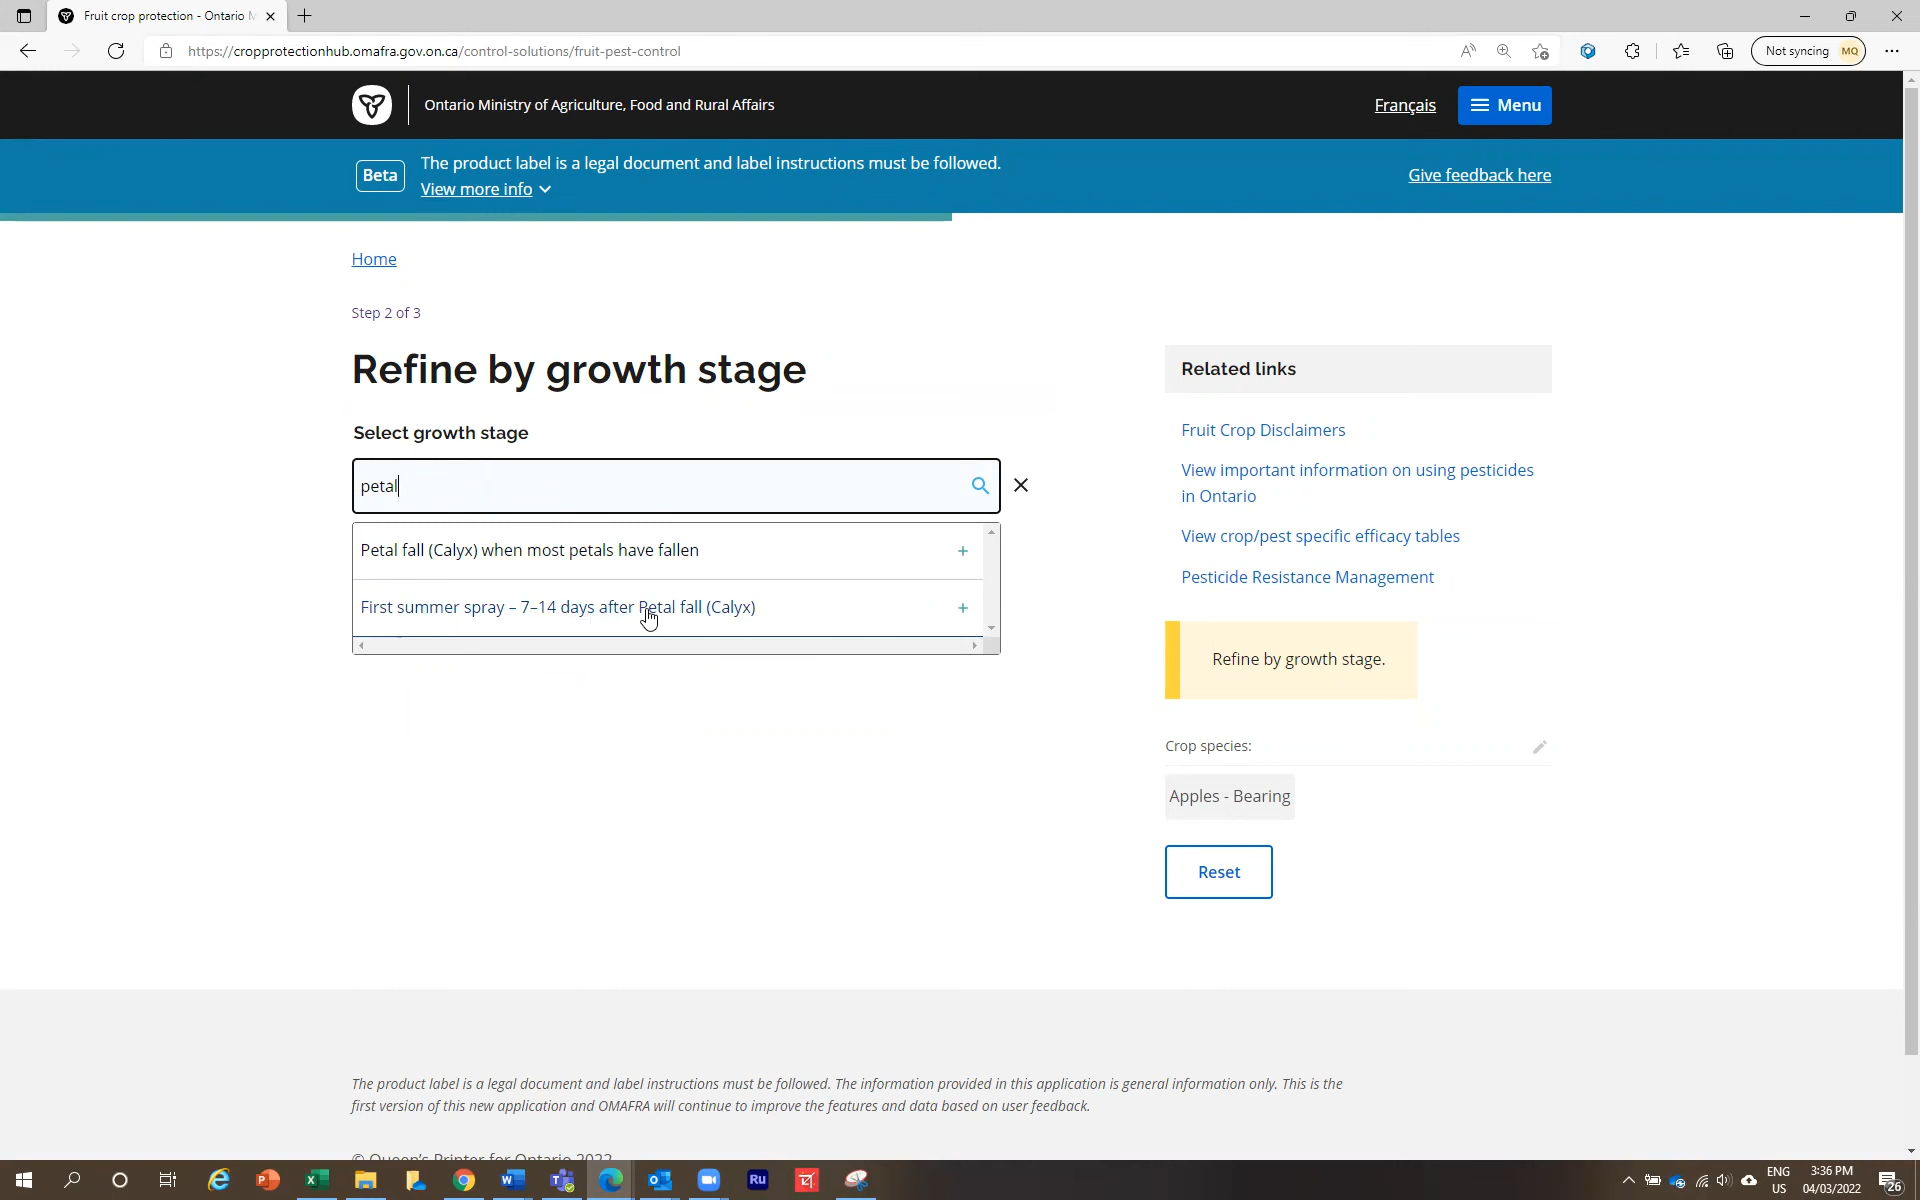 Fruit crop protection - Ontario M
https://cropprotectionhub.omafra.gov.on.ca/control-solutions/fruit-pest-control
Not syncing MQ
Ontario Ministry of Agriculture, Food and Rural Affairs
Français
Menu
Beta
The product label is a legal document and label instructions must be followed.
View more info
Give feedback here
Home
Step 2 of 3
Refine by growth stage
Select growth stage
petal
Petal fall (Calyx) when most petals have fallen
First summer spray – 7–14 days after Petal fall (Calyx)
Related links
Fruit Crop Disclaimers
View important information on using pesticides
in Ontario
View crop/pest specific efficacy tables
Pesticide Resistance Management
Refine by growth stage.
Crop species:
Apples - Bearing
Reset
The product label is a legal document and label instructions must be followed. The information provided in this application is general information only. This is the
first version of this new application and OMAFRA will continue to improve the features and data based on user feedback.
© Queen's Printer for Ontario 2022
Ru
ENG
US
3:36 PM
04/03/2022
26